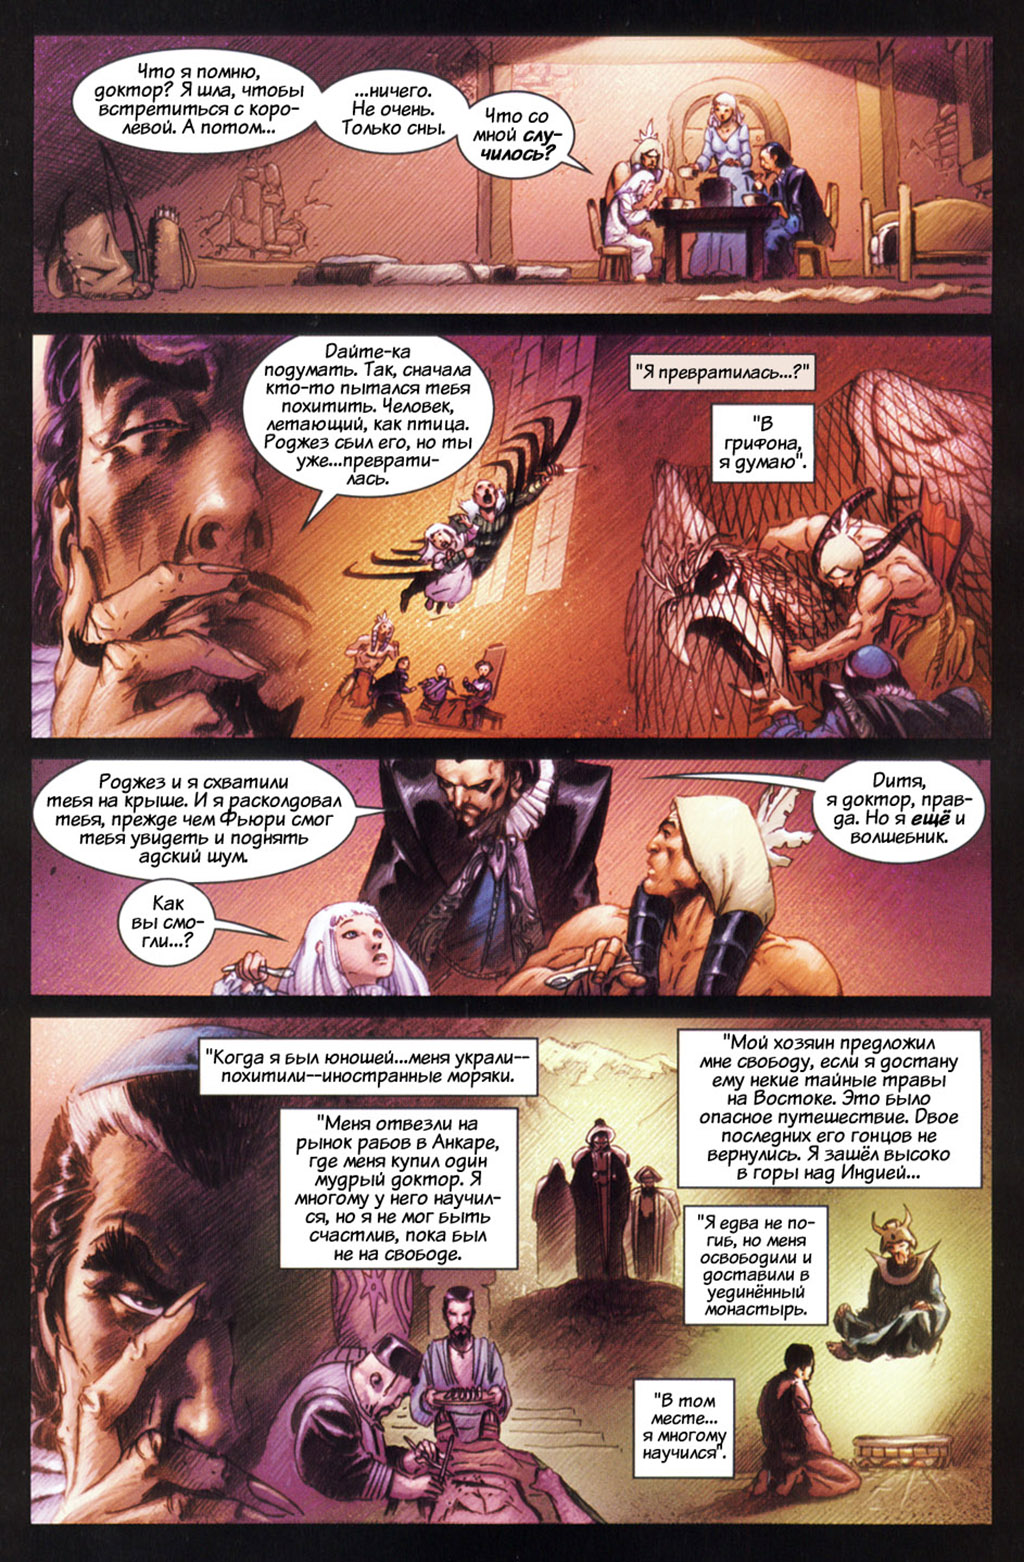 Что я помню,
доктор? Я шла, чтобы
встретиться с коро-
левой. А потом...
...ничего.
Не очень.
Только сны.
Что со
мной слу-
чилось?
Дайте-ка
подумать. Так, сначала
кто-то пытался тебя
похитить. Человек,
летающий, как птица.
Роджез сбил его, но ты
уже...преврати-
лась.
"Я превратилась...?"
"В
грифона,
я думаю".
Роджез и я схватили
тебя на крыше. И я расколдовал
тебя, прежде чем Фьюри смог
тебя увидеть и поднять
адский шум.
Дитя,
я доктор, прав-
да. Но я ещё и
волшебник.
Как
вы смо-
гли...?
"Когда я был юношей...меня украли--
похитили--иностранные моряки.
"Меня отвезли на
рынок рабов в Анкаре,
где меня купил один
мудрый доктор. Я
многому у него научил-
ся, но я не мог быть
счастлив, пока был
не на свободе.
"Мой хозяин предложил
мне свободу, если я достану
ему некие тайные травы
на Востоке. Это было
опасное путешествие. Двое
последних его гонцов не
вернулись. Я зашёл высоко
в горы над Индией...
"Я едва не по-
гиб, но меня
освободили и
доставили в
уединённый
монастырь.
"В том
месте...
я многому
научился".